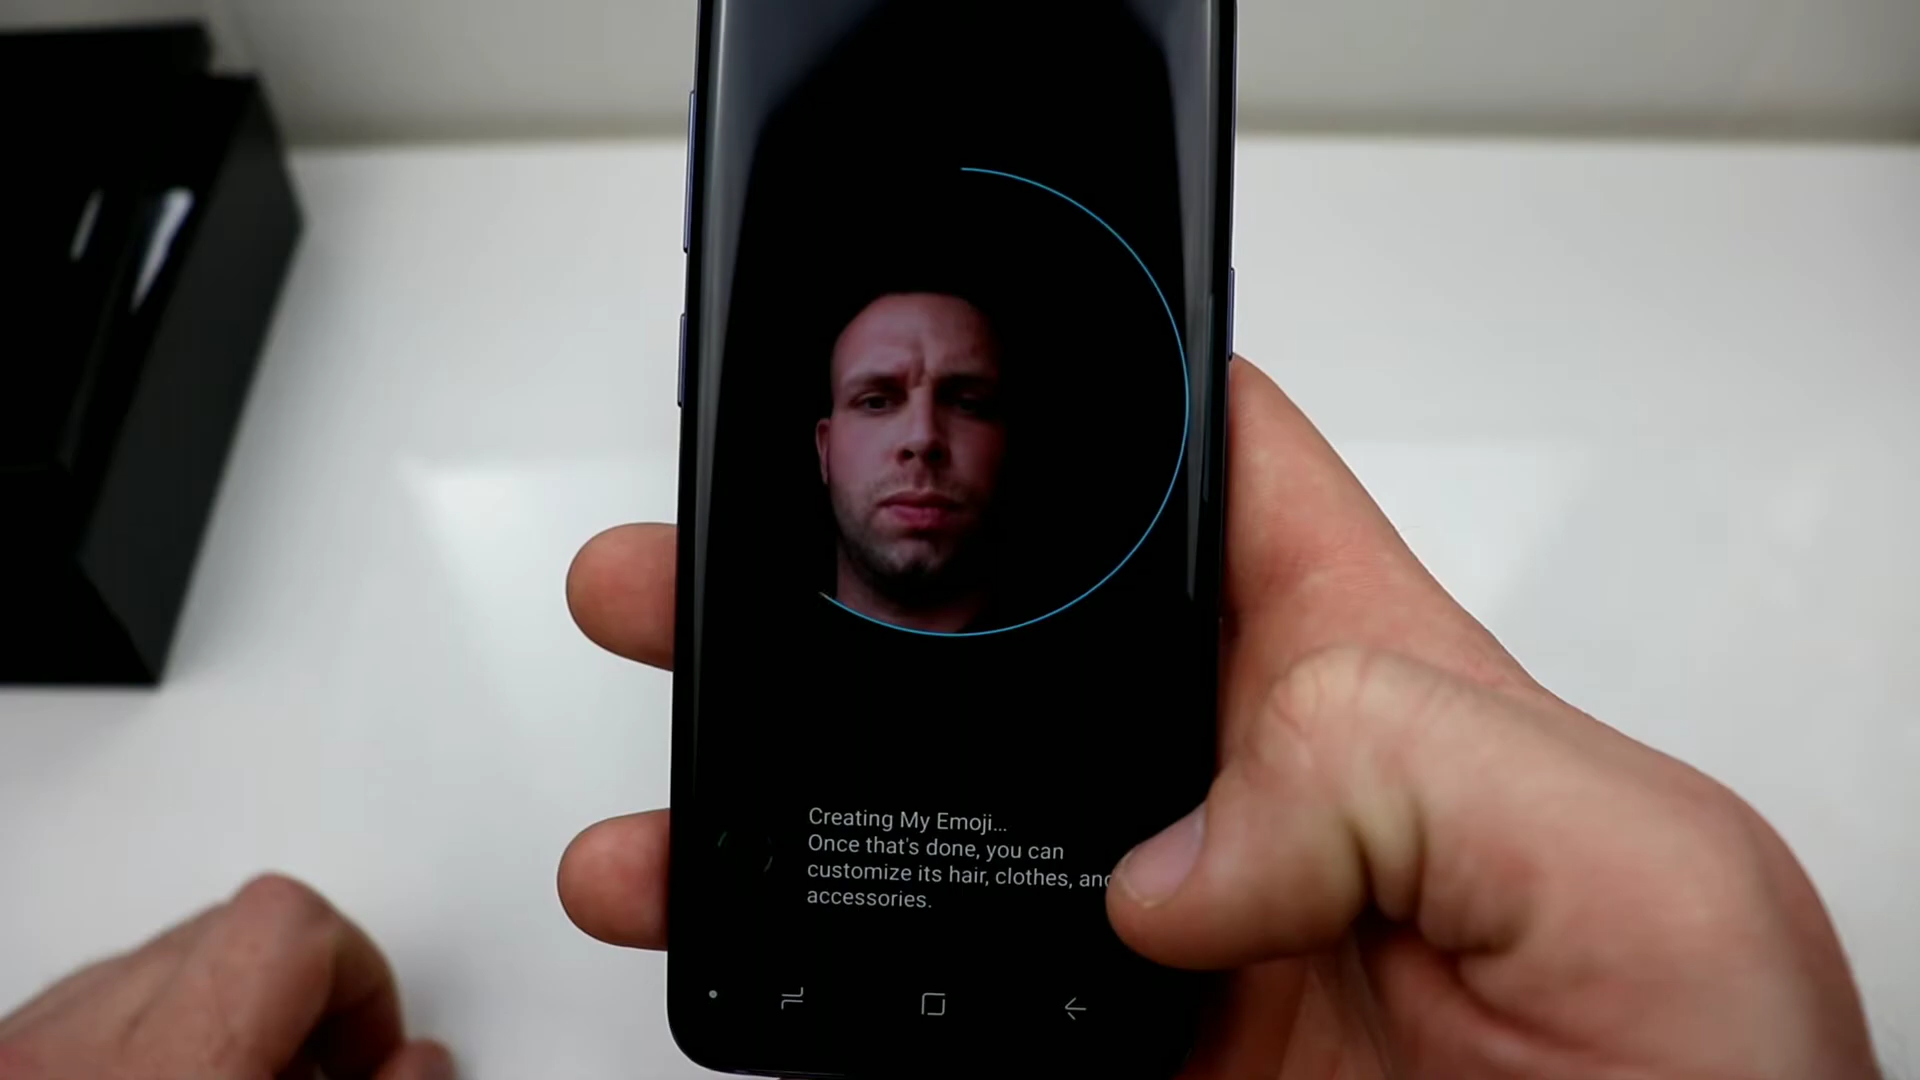 Creating My Emoji...
Once that's done, you can
customize its hair, clothes, and
accessories.